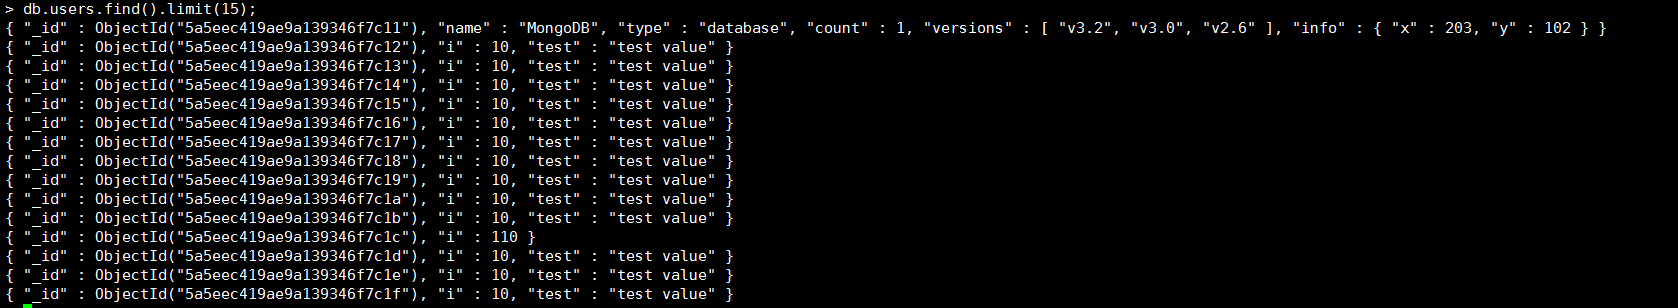 > db.users.find().limit(15);
{ "_id" : ObjectId("5a5eec419ae9a139346f7c11"), "name" : "MongoDB", "type" : "database", "count" : 1, "versions" : [ "v3.2", "v3.0", "v2.6" ], "info" : { "x" : 203, "y" : 102 } }
{ "_id" : ObjectId("5a5eec419ae9a139346f7c12"), "i" : 10, "test" : "test value" }
{ "_id" : ObjectId("5a5eec419ae9a139346f7c13"), "i" : 10, "test" : "test value" }
{ "_id" : ObjectId("5a5eec419ae9a139346f7c14"), "i" : 10, "test" : "test value" }
{ "_id" : ObjectId("5a5eec419ae9a139346f7c15"), "i" : 10, "test" : "test value" }
{ "_id" : ObjectId("5a5eec419ae9a139346f7c16"), "i" : 10, "test" : "test value" }
{ "_id" : ObjectId("5a5eec419ae9a139346f7c17"), "i" : 10, "test" : "test value" }
{ "_id" : ObjectId("5a5eec419ae9a139346f7c18"), "i" : 10, "test" : "test value" }
{ "_id" : ObjectId("5a5eec419ae9a139346f7c19"), "i" : 10, "test" : "test value" }
{ "_id" : ObjectId("5a5eec419ae9a139346f7c1a"), "i" : 10, "test" : "test value" }
{ "_id" : ObjectId("5a5eec419ae9a139346f7c1b"), "i" : 10, "test" : "test value" }
{ "_id" : ObjectId("5a5eec419ae9a139346f7c1c"), "i" : 110 }
{ "_id" : ObjectId("5a5eec419ae9a139346f7c1d"), "i" : 10, "test" : "test value" }
{ "_id" : ObjectId("5a5eec419ae9a139346f7c1e"), "i" : 10, "test" : "test value" }
{ "_id" : ObjectId("5a5eec419ae9a139346f7c1f"), "i" : 10, "test" : "test value" }